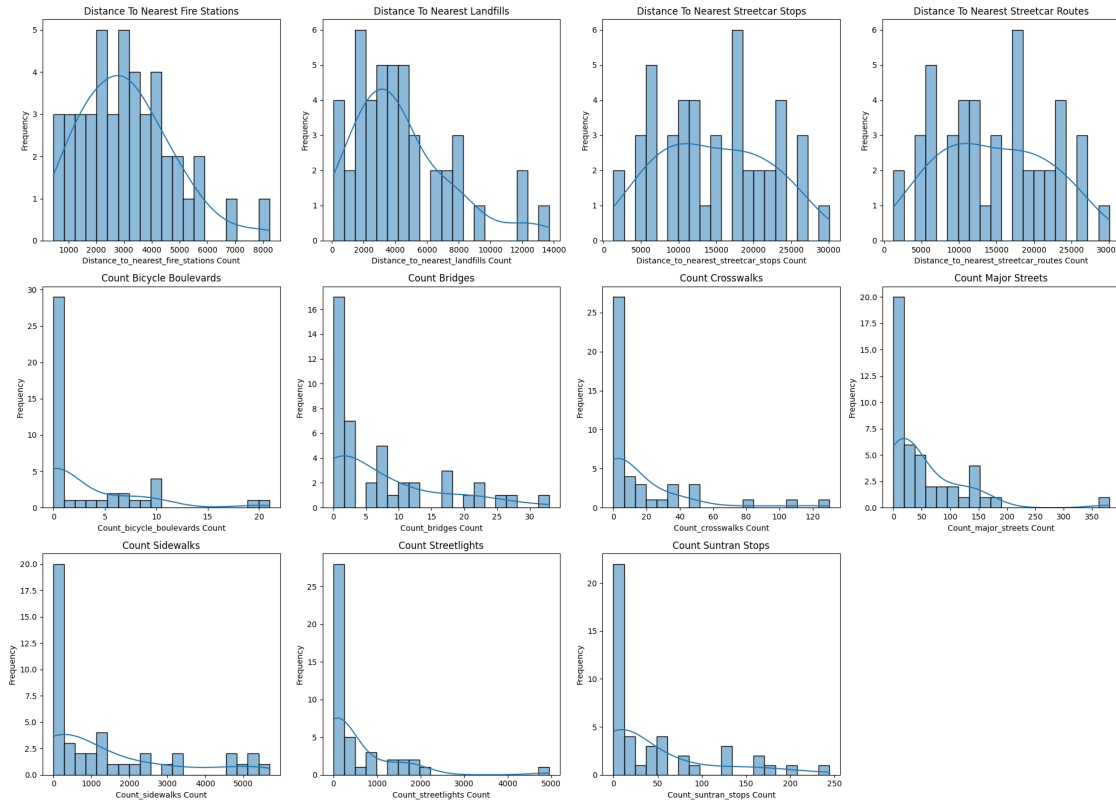 Distance To Nearest Fire Stations
Distance To Nearest Landfills
Distance To Nearest Streetcar Stops
Distance To Nearest Streetcar Routes
5
4
3
2
1
0
Frequency
1000 2000 3000 4000 5000 6000 7000 8000
Distance_to_nearest_fire_stations Count
6
5
4
3
2
1
0
Frequency
0 2000 4000 6000 8000 10000 12000 14000
Distance_to_nearest_landfills Count
6
5
4
3
2
1
0
Frequency
5000 10000 15000 20000 25000 30000
Distance_to_nearest_streetcar_stops Count
6
5
4
3
2
1
0
Frequency
5000 10000 15000 20000 25000 30000
Distance_to_nearest_streetcar_routes Count
Count Bicycle Boulevards
Count Bridges
Count Crosswalks
Count Major Streets
30
25
20
15
10
5
0
Frequency
0 5 10 15 20
Count_bicycle_boulevards Count
16
14
12
10
8
6
4
2
0
Frequency
0 5 10 15 20 25 30
Count_bridges Count
25
20
15
10
5
0
Frequency
0 20 40 60 80 100 120
Count_crosswalks Count
20.0
17.5
15.0
12.5
10.0
7.5
5.0
2.5
0.0
Frequency
0 50 100 150 200 250 300 350
Count_major_streets Count
Count Sidewalks
Count Streetlights
Count Suntran Stops
20.0
17.5
15.0
12.5
10.0
7.5
5.0
2.5
0.0
Frequency
0 1000 2000 3000 4000 5000
Count_sidewalks Count
25
20
15
10
5
0
Frequency
0 1000 2000 3000 4000 5000
Count_streetlights Count
20
15
10
5
0
Frequency
0 50 100 150 200 250
Count_suntran_stops Count